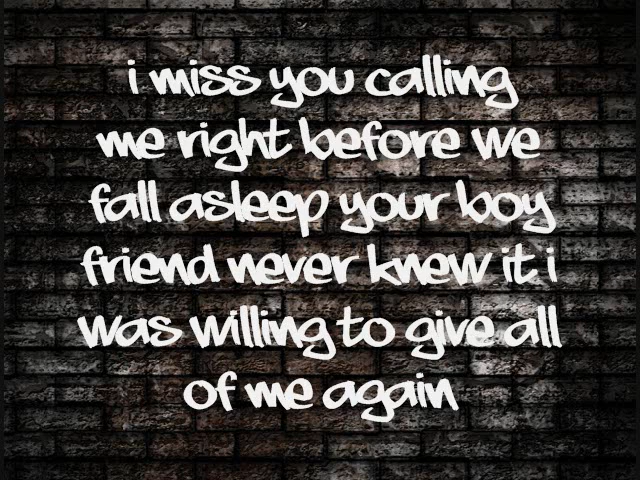 i miss you calling
me right before we
fall asleep your boy
friend never knew it i
was willing to give all
of me again